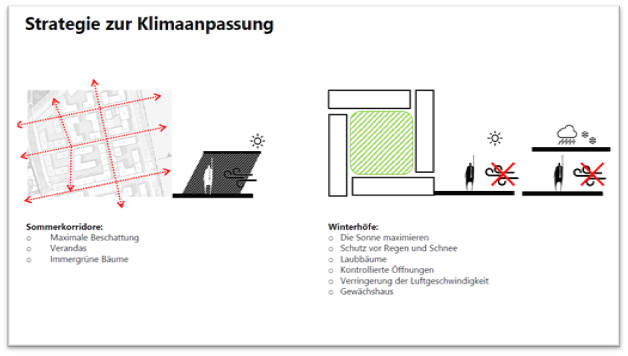 Strategie zur Klimaanpassung
Sommerkorridore:
o Maximale Beschattung
o Verandas
o Immergrüne Bäume
Winterhöfe:
o Die Sonne maximieren
o Schutz vor Regen und Schnee
o Laubbäume
o Kontrollierte Öffnungen
o Verringerung der Luftgeschwindigkeit
o Gewächshaus